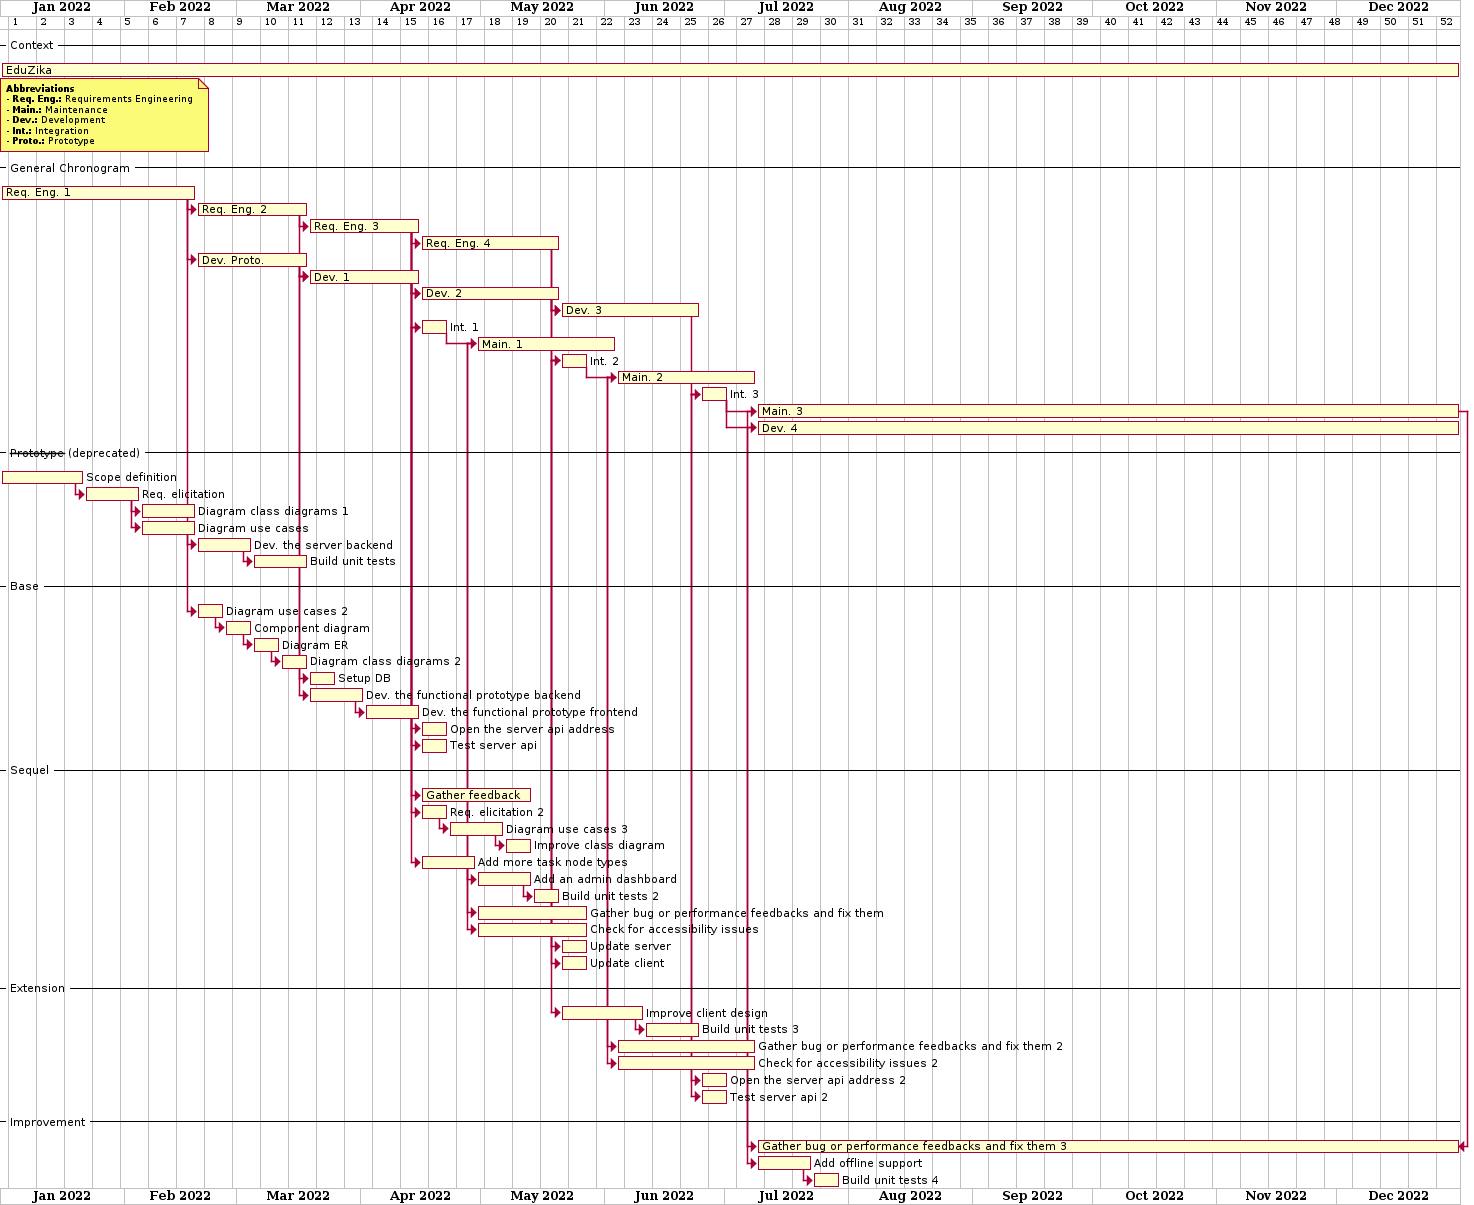 Jan 2022 Feb 2022 Mar 2022 Apr 2022 May 2022 Jun 2022 Jul 2022 Aug 2022 Sep 2022 Oct 2022 Nov 2022 Dec 2022
1 2 3 4 5 6 7 8 9 10 11 12 13 14 15 16 17 18 19 20 21 22 23 24 25 26 27 28 29 30 31 32 33 34 35 36 37 38 39 40 41 42 43 44 45 46 47 48 49 50 51 52
Context
EduZika
Abbreviations
- Req. Eng.: Requirements Engineering
- Main.: Maintenance
- Dev.: Development
- Int.: Integration
- Proto.: Prototype
General Chronogram
Req. Eng. 1
Req. Eng. 2
Req. Eng. 3
Req. Eng. 4
Dev. Proto.
Dev. 1
Dev. 2
Dev. 3
Int. 1
Main. 1
Int. 2
Main. 2
Int. 3
Main. 3
Dev. 4
Prototype (deprecated)
Scope definition
Req. elicitation
Diagram class diagrams 1
Diagram use cases
Dev. the server backend
Build unit tests
Base
Diagram use cases 2
Component diagram
Diagram ER
Diagram class diagrams 2
Setup DB
Dev. the functional prototype backend
Dev. the functional prototype frontend
Open the server api address
Test server api
Sequel
Gather feedback
Req. elicitation 2
Diagram use cases 3
Improve class diagram
Add more task node types
Add an admin dashboard
Build unit tests 2
Gather bug or performance feedbacks and fix them
Check for accessibility issues
Update server
Update client
Extension
Improve client design
Build unit tests 3
Gather bug or performance feedbacks and fix them 2
Check for accessibility issues 2
Open the server api address 2
Test server api 2
Improvement
Gather bug or performance feedbacks and fix them 3
Add offline support
Build unit tests 4
Jan 2022 Feb 2022 Mar 2022 Apr 2022 May 2022 Jun 2022 Jul 2022 Aug 2022 Sep 2022 Oct 2022 Nov 2022 Dec 2022